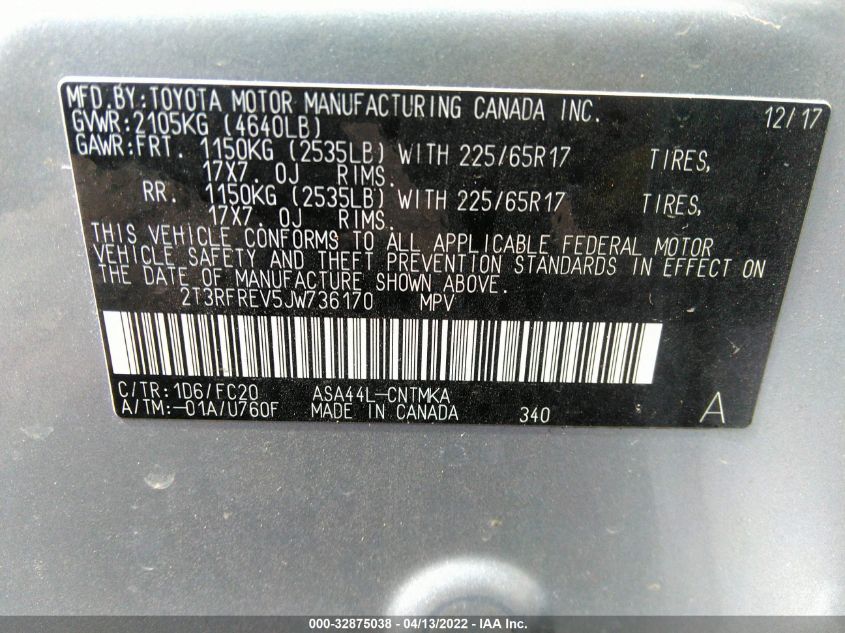 MFD.BY:TOYOTA MOTOR MANUFACTURING CANADA INC. 12/17
GVWR:2105KG (4640LB)
GAWR:FRT. 1150KG (2535LB) WITH 225/65R17 TIRES,
17X7. 0J RIMS.
RR. 1150KG (2535LB) WITH 225/65R17 TIRES,
17X7. 0J RIMS.
THIS VEHICLE CONFORMS TO ALL APPLICABLE FEDERAL MOTOR
VEHICLE SAFETY AND THEFT PREVENTION STANDARDS IN EFFECT ON
THE DATE OF MANUFACTURE SHOWN ABOVE.
2T3RFREV5JW736170 MPV
C/TR:1D6/FC20 ASA44L-CNTMKA
A/TM:-01A/U760F MADE IN CANADA 340 A
000-32875038 - 04/13/2022 - IAA Inc.